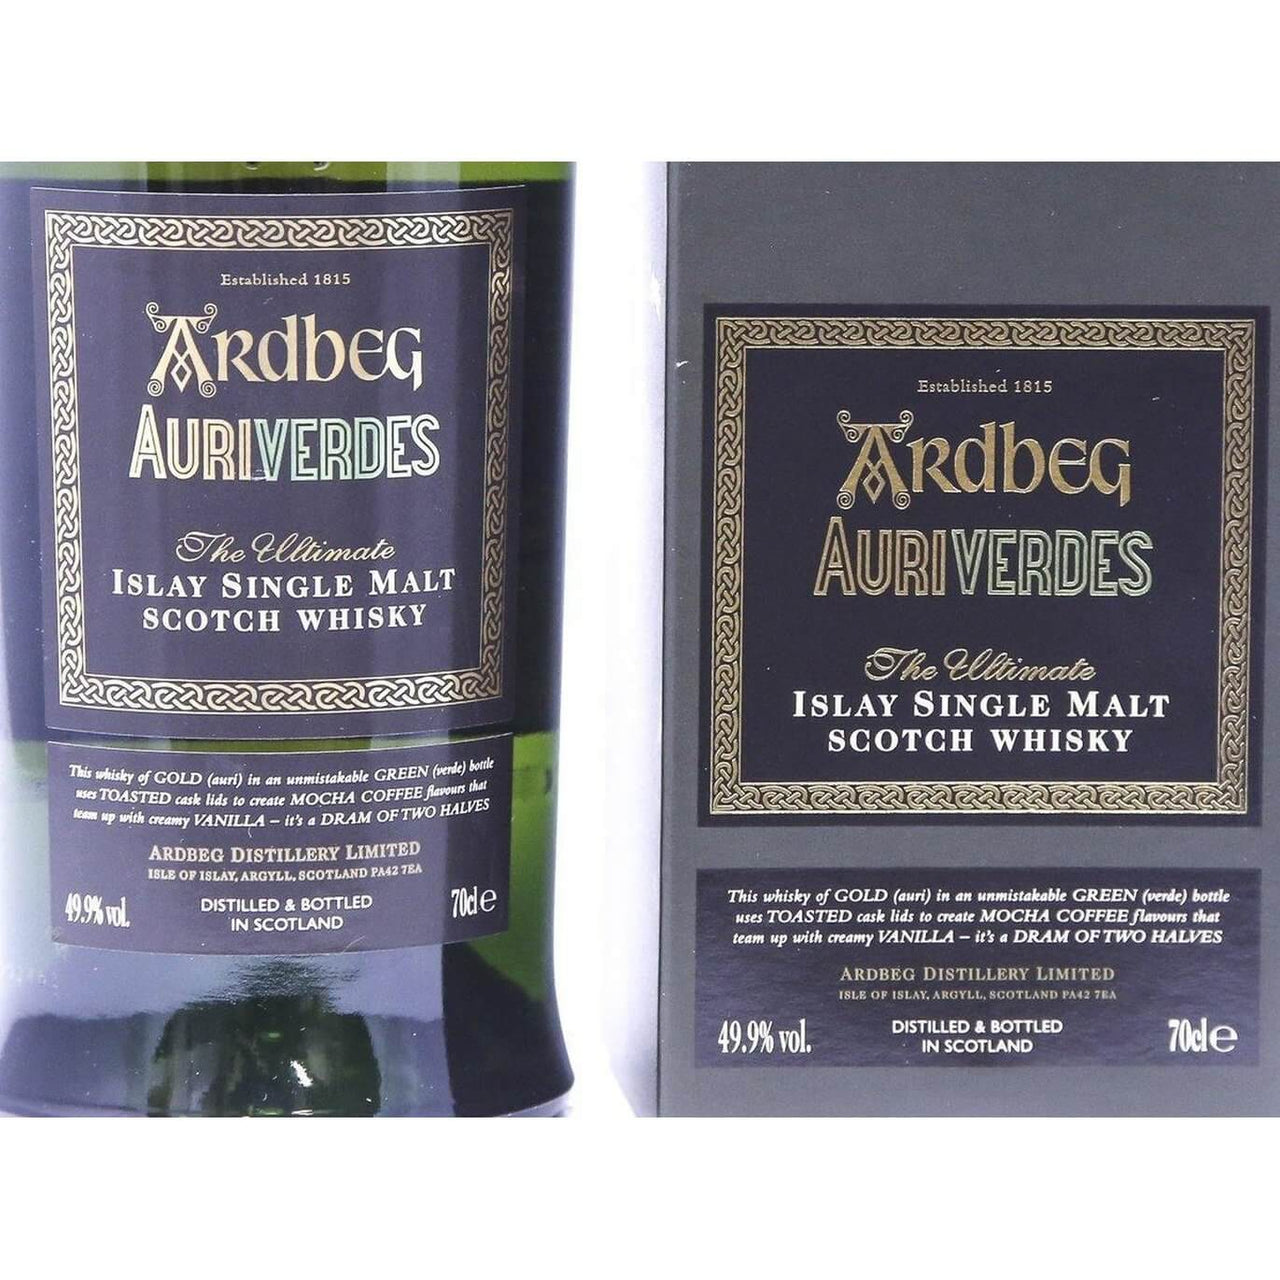 Established 1815
ARDBEG
AURIVERDES
The Ultimate
ISLAY SINGLE MALT
SCOTCH WHISKY
This whisky of GOLD (auri) in an unmistakable GREEN (verde) bottle
uses TOASTED cask lids to create MOCHA COFFEE flavours that
team up with creamy VANILLA – it's a DRAM OF TWO HALVES
ARDBEG DISTILLERY LIMITED
ISLE OF ISLAY, ARGYLL, SCOTLAND PA42 7EA
49.9% vol.
DISTILLED & BOTTLED
IN SCOTLAND
70cl e
Established 1815
ARDBEG
AURIVERDES
The Ultimate
ISLAY SINGLE MALT
SCOTCH WHISKY
This whisky of GOLD (auri) in an unmistakable GREEN (verde) bottle
uses TOASTED cask lids to create MOCHA COFFEE flavours that
team up with creamy VANILLA – it's a DRAM OF TWO HALVES
ARDBEG DISTILLERY LIMITED
ISLE OF ISLAY, ARGYLL, SCOTLAND PA42 7EA
49.9% vol.
DISTILLED & BOTTLED
IN SCOTLAND
70cl e